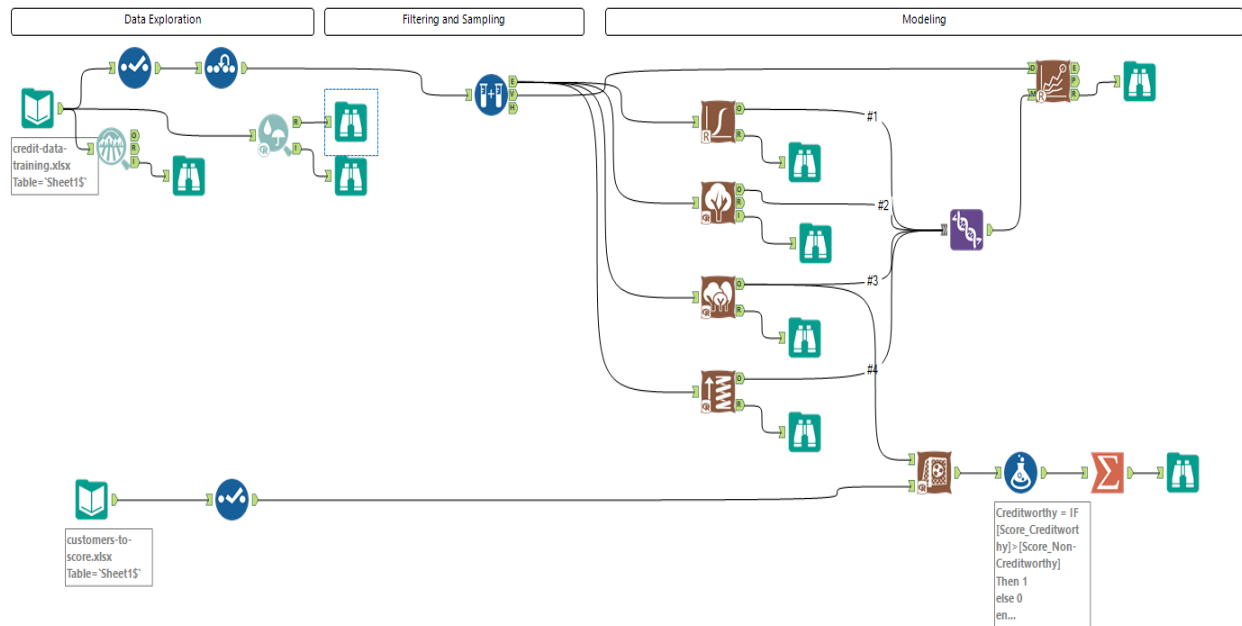 Data Exploration
Filtering and Sampling
Modeling
credit-data-
training.xlsx
Table=`Sheet1$`
O
R
I
R
I
E
V
H
O
R
O
R
I
O
R
O
R
#1
#2
#3
#4
D
M
E
P
R
R
R
customers-to-
score.xlsx
Table=`Sheet1$`
Creditworthy = IF
[Score_Creditwort
hy]>[Score_Non-
Creditworthy]
Then 1
else 0
en...